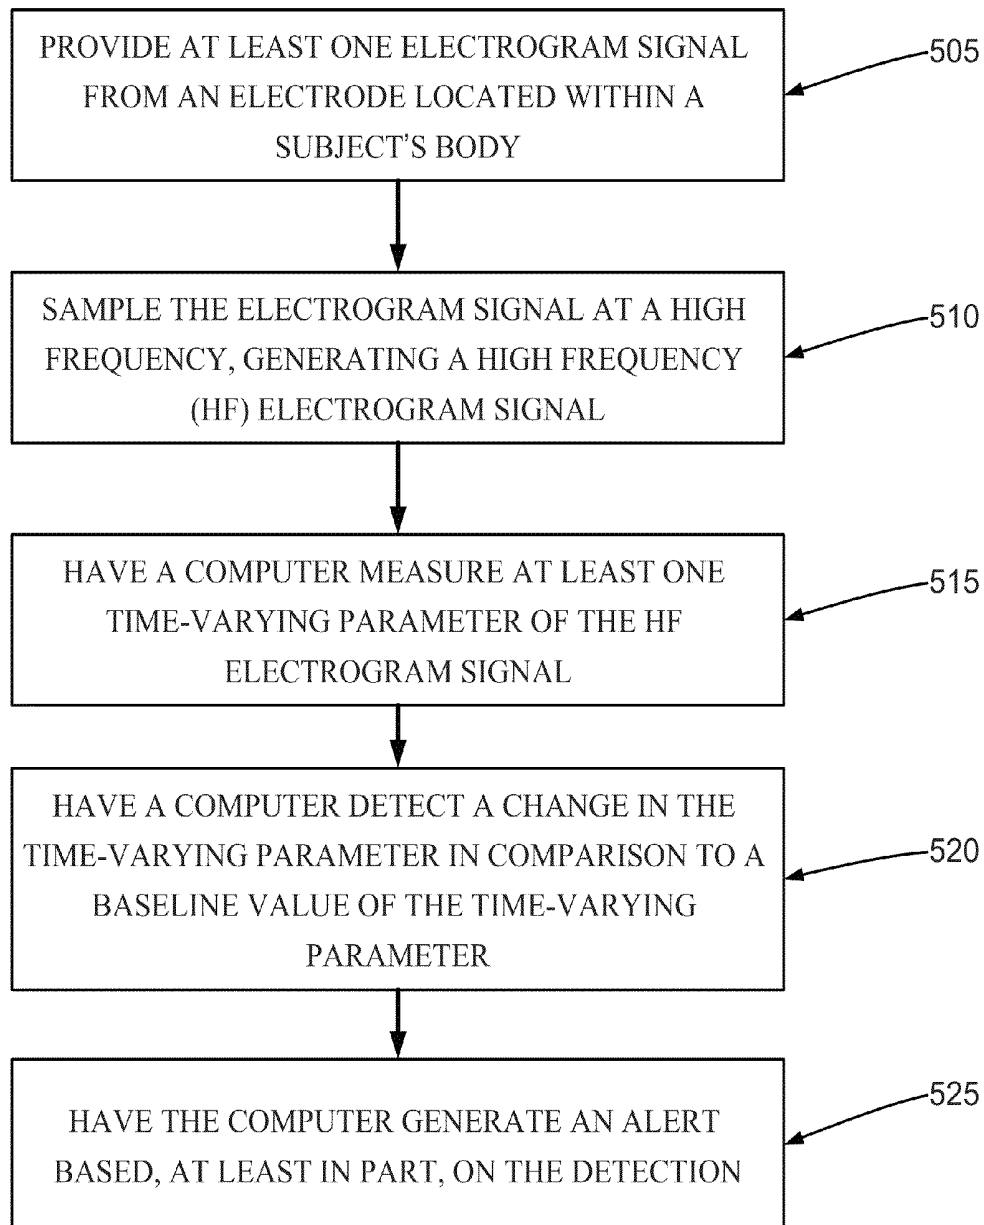 PROVIDE AT LEAST ONE ELECTROGRAM SIGNAL
FROM AN ELECTRODE LOCATED WITHIN A
SUBJECT'S BODY
505
SAMPLE THE ELECTROGRAM SIGNAL AT A HIGH
FREQUENCY, GENERATING A HIGH FREQUENCY
(HF) ELECTROGRAM SIGNAL
510
HAVE A COMPUTER MEASURE AT LEAST ONE
TIME-VARYING PARAMETER OF THE HF
ELECTROGRAM SIGNAL
515
HAVE A COMPUTER DETECT A CHANGE IN THE
TIME-VARYING PARAMETER IN COMPARISON TO A
BASELINE VALUE OF THE TIME-VARYING
PARAMETER
520
HAVE THE COMPUTER GENERATE AN ALERT
BASED, AT LEAST IN PART, ON THE DETECTION
525